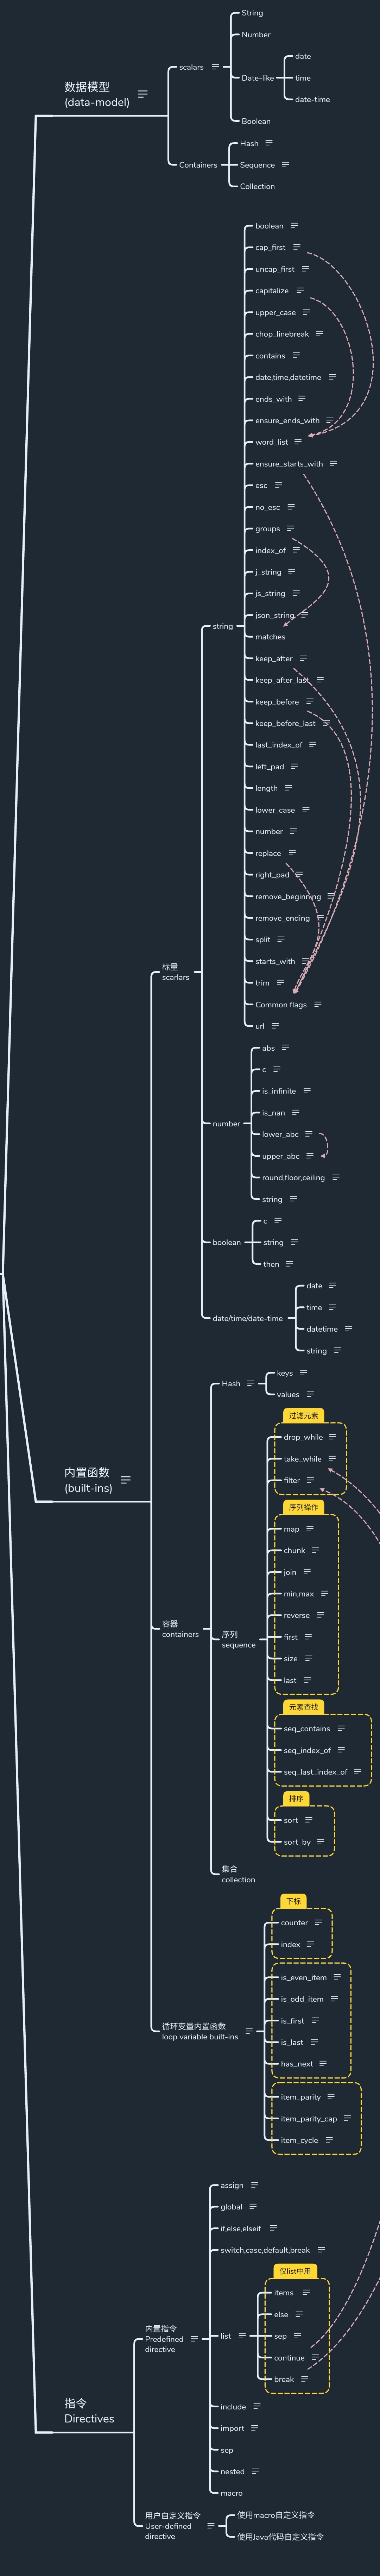 数据模型
(data-model)
scalars
String
Number
Date-like
date
time
date-time
Boolean
Containers
Hash
Sequence
Collection
内置函数
(built-ins)
标量
scarlars
string
boolean
cap_first
uncap_first
capitalize
upper_case
chop_linebreak
contains
date,time,datetime
ends_with
ensure_ends_with
word_list
ensure_starts_with
esc
no_esc
groups
index_of
j_string
js_string
json_string
matches
keep_after
keep_after_last
keep_before
keep_before_last
last_index_of
left_pad
length
lower_case
number
replace
right_pad
remove_beginning
remove_ending
split
starts_with
trim
Common flags
url
number
abs
c
is_infinite
is_nan
lower_abc
upper_abc
round,floor,ceiling
string
boolean
c
string
then
date/time/date-time
date
time
datetime
string
容器
containers
Hash
keys
values
序列
sequence
过滤元素
drop_while
take_while
filter
序列操作
map
chunk
join
min,max
reverse
first
size
last
元素查找
seq_contains
seq_index_of
seq_last_index_of
排序
sort
sort_by
集合
collection
循环变量内置函数
loop variable built-ins
下标
counter
index
is_even_item
is_odd_item
is_first
is_last
has_next
item_parity
item_parity_cap
item_cycle
指令
Directives
内置指令
Predefined
directive
assign
global
if,else,elseif
switch,case,default,break
list
仅list中用
items
else
sep
continue
break
include
import
sep
nested
macro
用户自定义指令
User-defined
directive
使用macro自定义指令
使用Java代码自定义指令